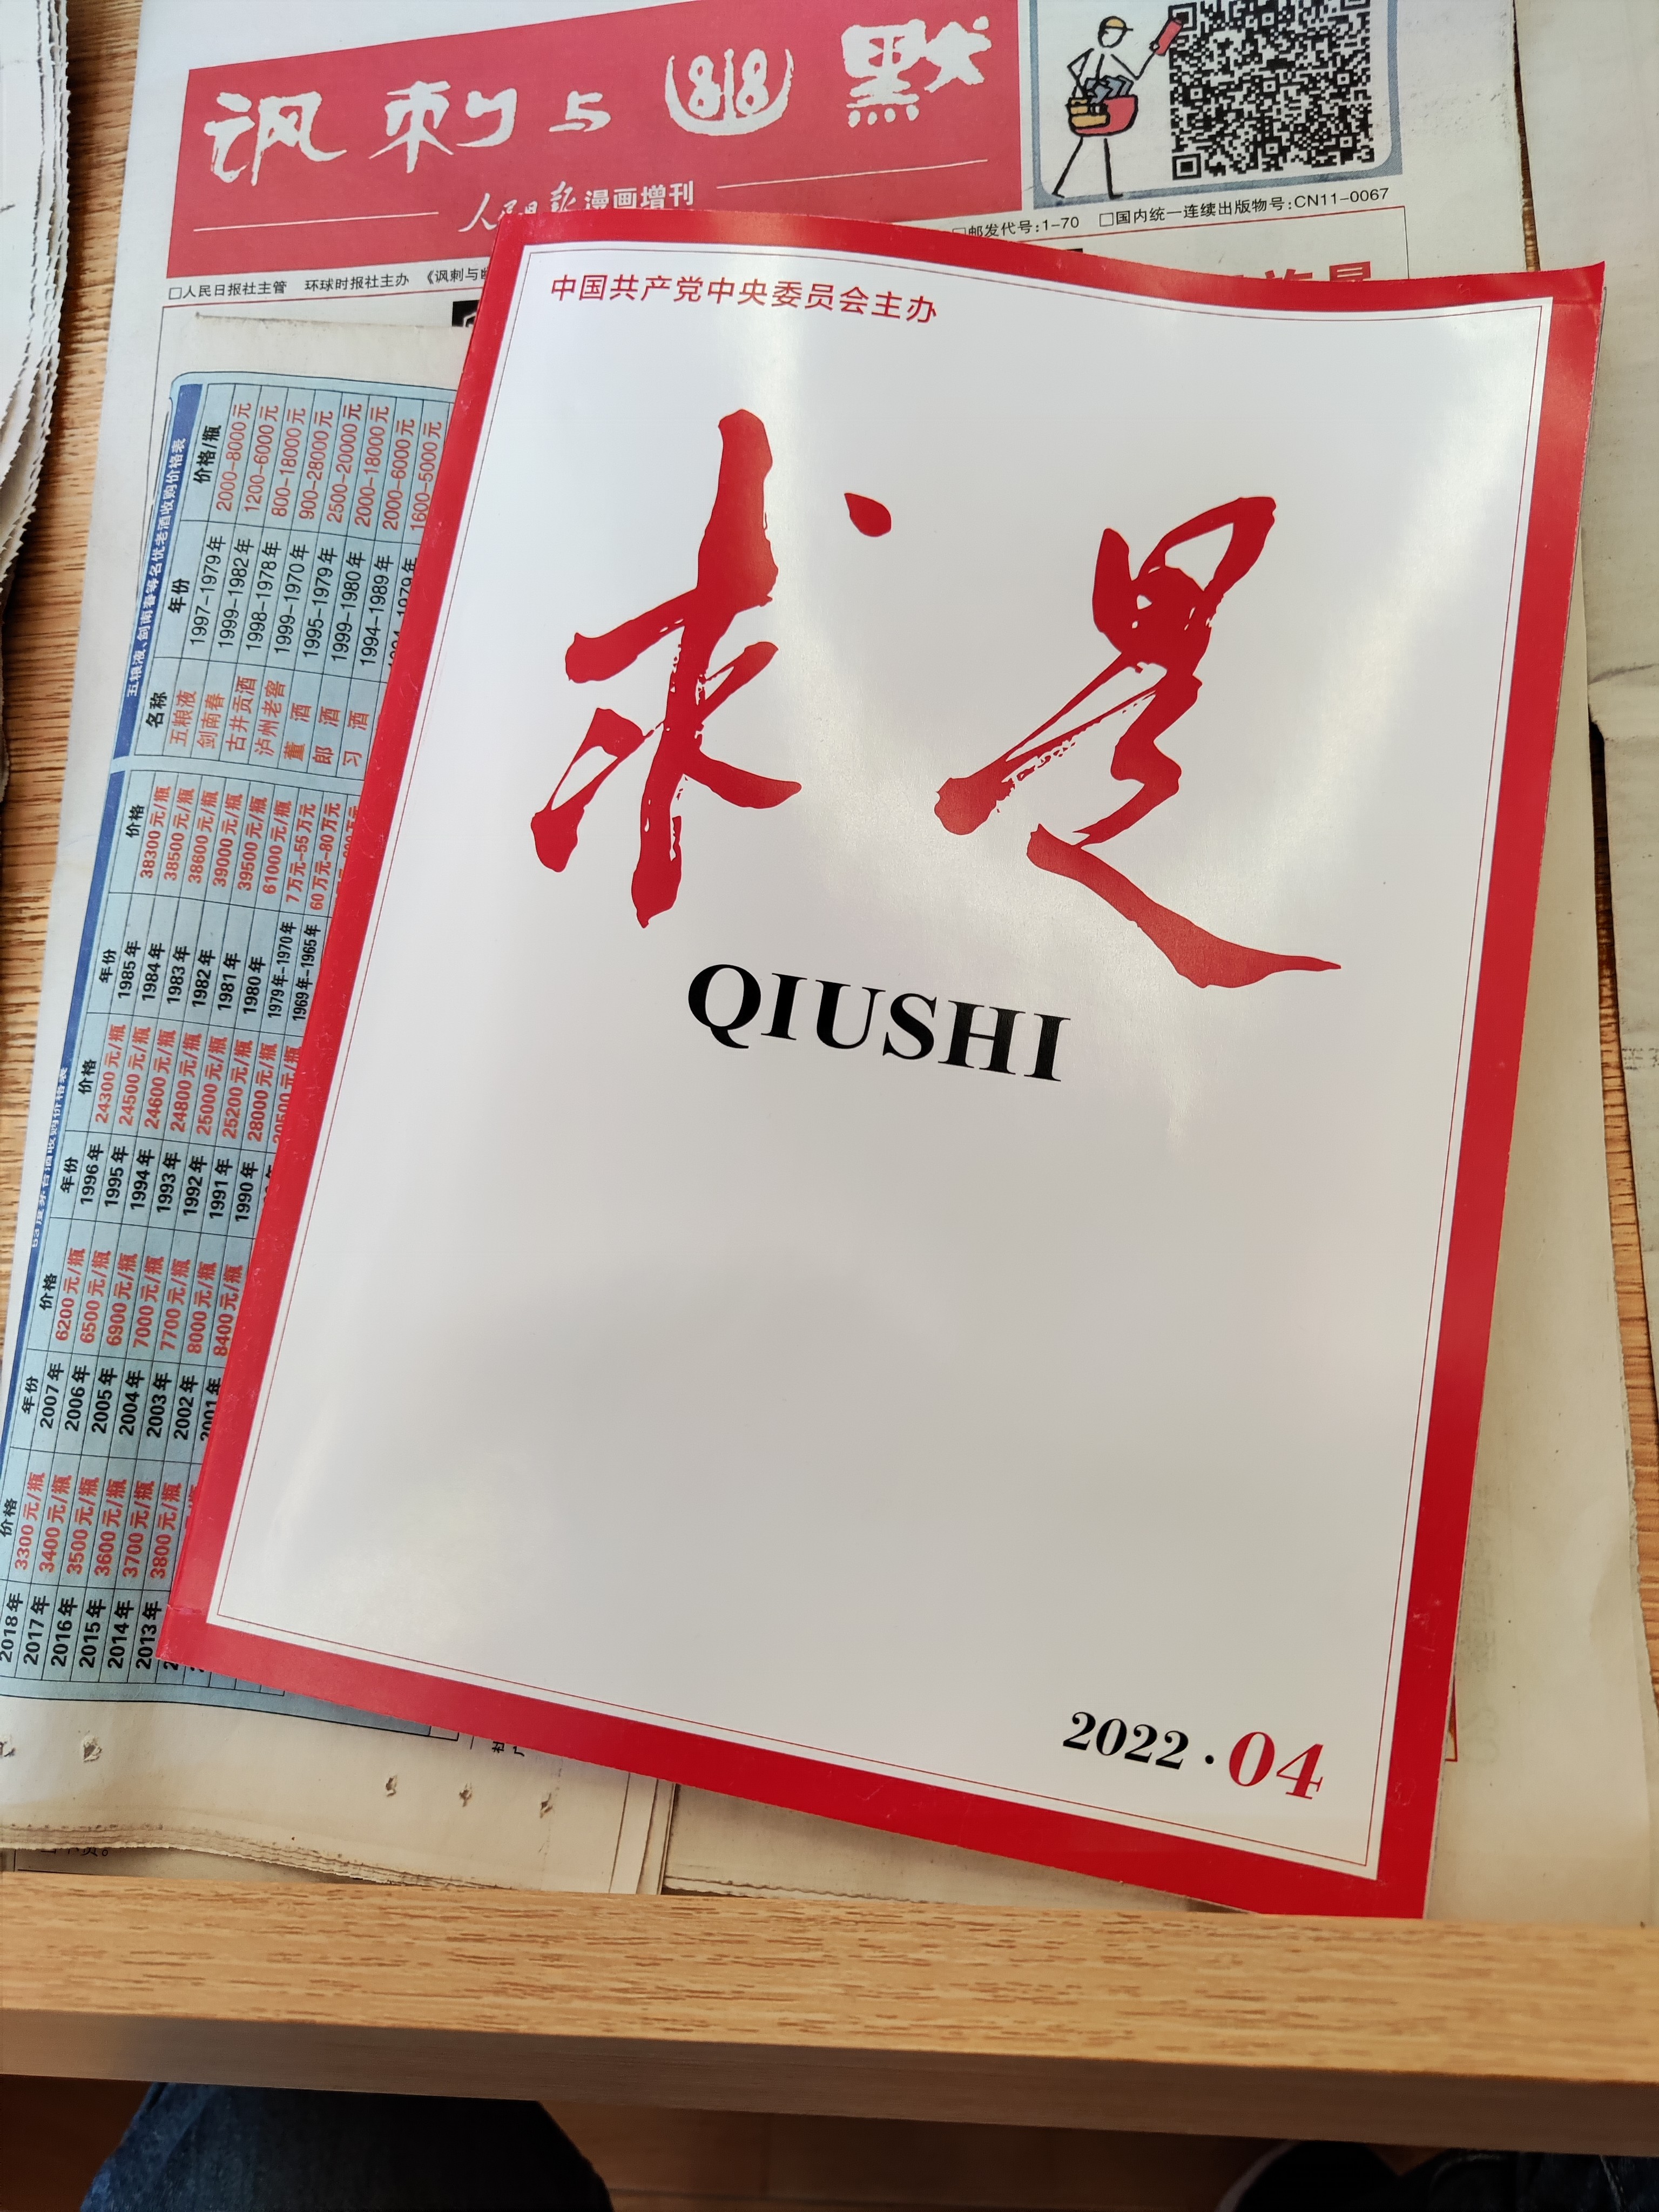 讽刺与幽默
人民日报 漫画增刊
邮发代号:1-70 □国内统一连续出版物号:CN11-0067
□人民日报社主管 环球时报社主办 《讽刺与
中国共产党中央委员会主办
求是
QIUSHI
2022·04
五粮液、剑南春等名优老酒收购价格表
名称 年份 价格/瓶
五粮液 1997-1979年 2000-8000元
剑南春 1999-1982年 1200-6000元
古井贡酒 1998-1978年 800-18000元
泸州老窖 1999-1970年 900-28000元
董酒 1995-1979年 2500-20000元
郎酒 1999-1980年 2000-18000元
习酒 1994-1989年 2000-6000元
1979年 1600-5000元
价格 年份 价格 年份 价格 年份 价格
2018年 3300元/瓶 2007年 6200元/瓶 1996年 24300元/瓶 1985年 38300元/瓶
2017年 3400元/瓶 2006年 6500元/瓶 1995年 24500元/瓶 1984年 38500元/瓶
2016年 3500元/瓶 2005年 6900元/瓶 1994年 24600元/瓶 1983年 38600元/瓶
2015年 3600元/瓶 2004年 7000元/瓶 1993年 24800元/瓶 1982年 39000元/瓶
2014年 3700元/瓶 2003年 7700元/瓶 1992年 25000元/瓶 1981年 39500元/瓶
2013年 3800元/瓶 2002年 8000元/瓶 1991年 25200元/瓶 1980年 61000元/瓶
2001年 8400元/瓶 1990年 28000元/瓶 1979年-1970年 7万元-55万元
1969年-1965年 60万元-80万元